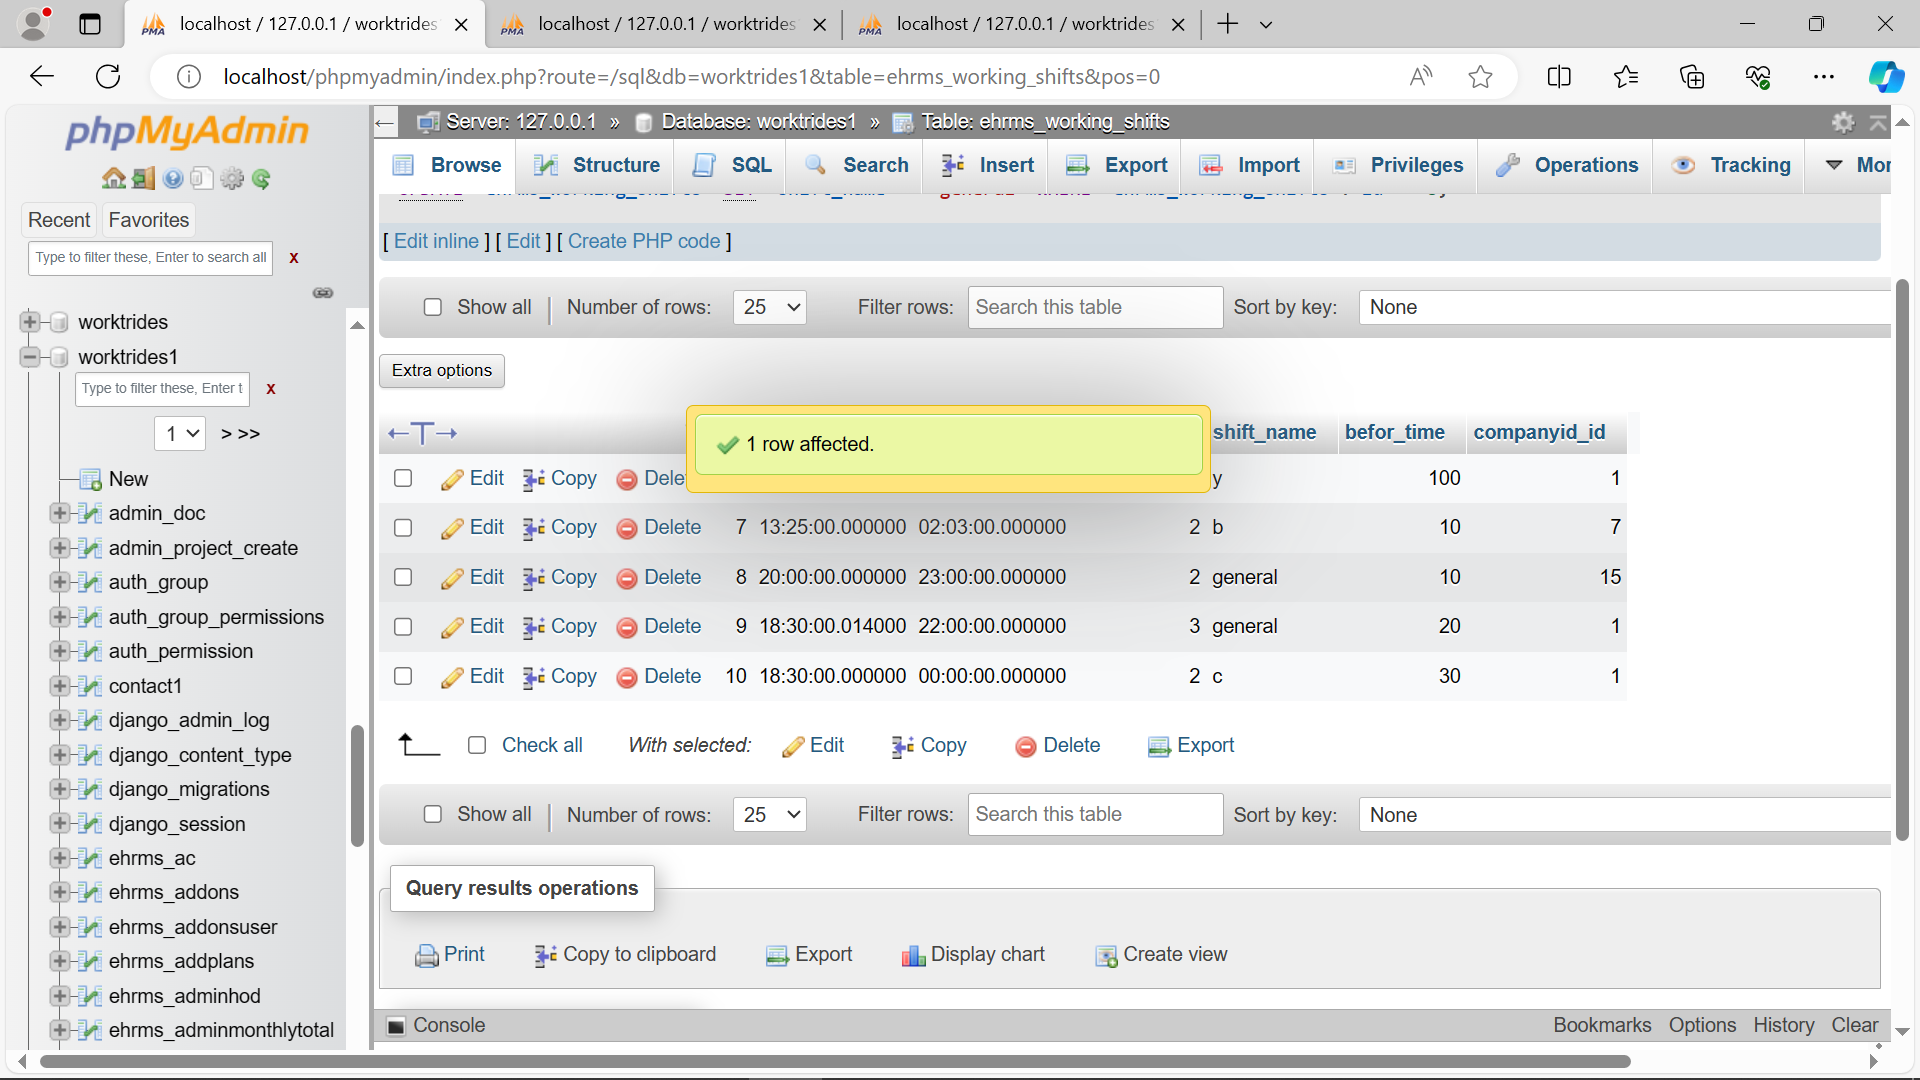 localhost / 127.0.0.1 / worktrides
localhost / 127.0.0.1 / worktrides
localhost / 127.0.0.1 / worktrides
localhost/phpmyadmin/index.php?route=/sql&db=worktrides1&table=ehrms_working_shifts&pos=0
phpMyAdmin
Recent
Favorites
Type to filter these, Enter to search all
X
worktrides
worktrides1
Type to filter these, Enter t
X
1
> >>
New
admin_doc
admin_project_create
auth_group
auth_group_permissions
auth_permission
contact1
django_admin_log
django_content_type
django_migrations
django_session
ehrms_ac
ehrms_addons
ehrms_addonsuser
ehrms_addplans
ehrms_adminhod
ehrms_adminmonthlytotal
Server: 127.0.0.1 » Database: worktrides1 » Table: ehrms_working_shifts
Browse Structure SQL Search Insert Export Import Privileges Operations Tracking Mor
[ Edit inline ] [ Edit ] [ Create PHP code ]
Show all Number of rows: 25 Filter rows: Search this table Sort by key: None
Extra options
1 row affected.
shift_name befor_time companyid_id
Edit Copy Dele y 100 1
Edit Copy Delete 7 13:25:00.000000 02:03:00.000000 2 b 10 7
Edit Copy Delete 8 20:00:00.000000 23:00:00.000000 2 general 10 15
Edit Copy Delete 9 18:30:00.014000 22:00:00.000000 3 general 20 1
Edit Copy Delete 10 18:30:00.000000 00:00:00.000000 2 c 30 1
Check all With selected: Edit Copy Delete Export
Show all Number of rows: 25 Filter rows: Search this table Sort by key: None
Query results operations
Print Copy to clipboard Export Display chart Create view
Console Bookmarks Options History Clear